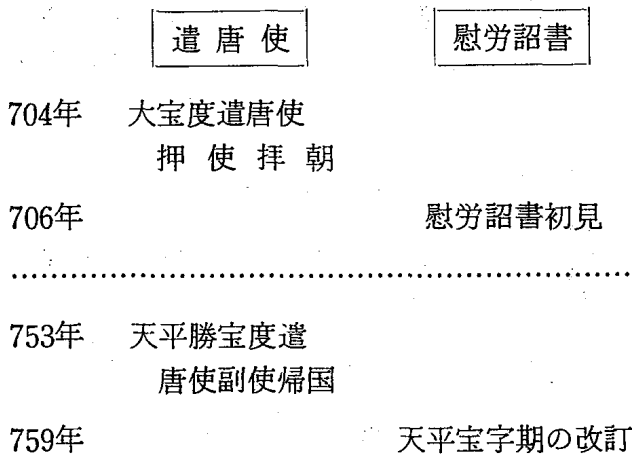 遣唐使 慰労詔書
704年 大宝度遣唐使
押使拝朝
706年 慰労詔書初見
753年 天平勝宝度遣
唐使副使帰国
759年 天平宝字期の改訂